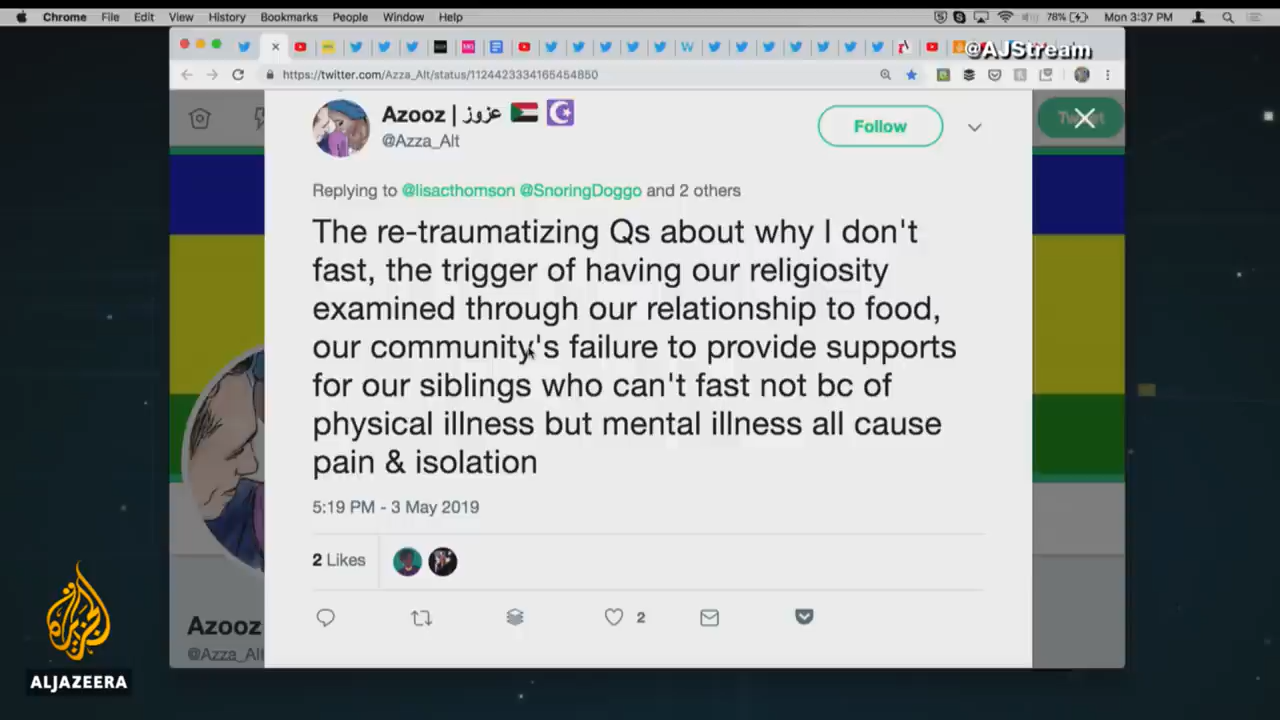 Chrome File Edit View History Bookmarks People Window Help
78% Mon 3:37 PM
@AJStream
https://twitter.com/Azza_Alt/status/1124423334165454850
Azooz | عزوز
@Azza_Alt
Follow
Replying to @lisacthomson @SnoringDoggo and 2 others
The re-traumatizing Qs about why I don't
fast, the trigger of having our religiosity
examined through our relationship to food,
our community's failure to provide supports
for our siblings who can't fast not bc of
physical illness but mental illness all cause
pain & isolation
5:19 PM - 3 May 2019
2 Likes
2
Azooz
@Azza_Alt
ALJAZEERA